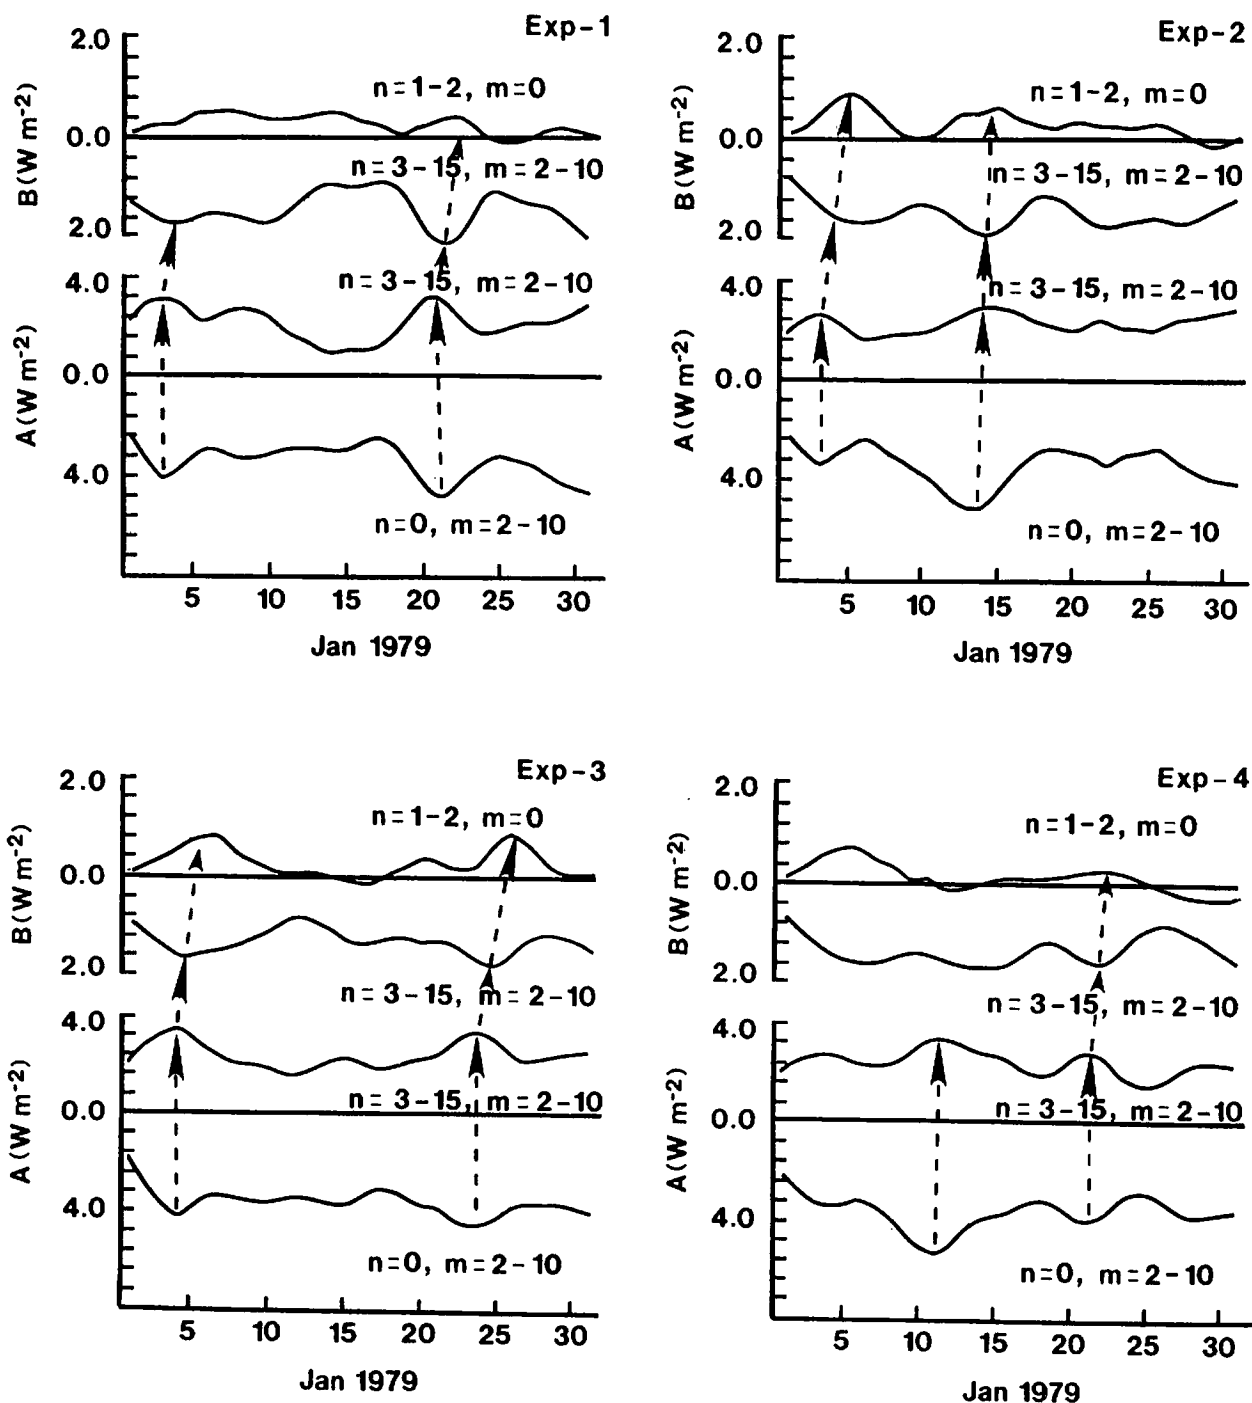 Exp-1
2.0
n=1-2, m=0
B(W m-2)
0.0
n=3-15, m=2-10
2.0
4.0
n=3-15, m=2-10
A(W m-2)
0.0
4.0
n=0, m=2-10
5 10 15 20 25 30
Jan 1979
Exp-2
2.0
n=1-2, m=0
B(W m-2)
0.0
n=3-15, m=2-10
2.0
4.0
n=3-15, m=2-10
A(W m-2)
0.0
4.0
n=0, m=2-10
5 10 15 20 25 30
Jan 1979
Exp-3
2.0
n=1-2, m=0
B(W m-2)
0.0
2.0
n=3-15, m=2-10
4.0
A(W m-2)
n=3-15, m=2-10
0.0
4.0
n=0, m=2-10
5 10 15 20 25 30
Jan 1979
Exp-4
2.0
n=1-2, m=0
B(W m-2)
0.0
2.0
n=3-15, m=2-10
4.0
A(W m-2)
n=3-15, m=2-10
0.0
4.0
n=0, m=2-10
5 10 15 20 25 30
Jan 1979